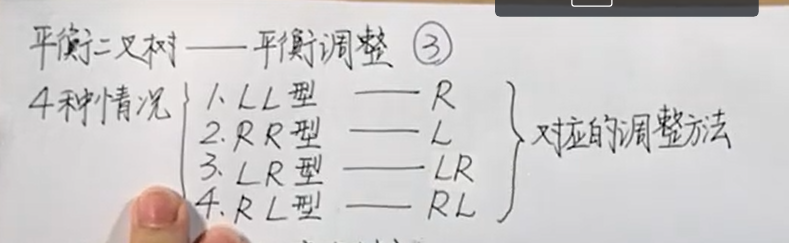 平衡二叉树——平衡调整 ③
4种情况 { 1. LL型 —— R } 对应的调整方法
2. RR型 —— L
3. LR型 —— LR
4. RL型 —— RL